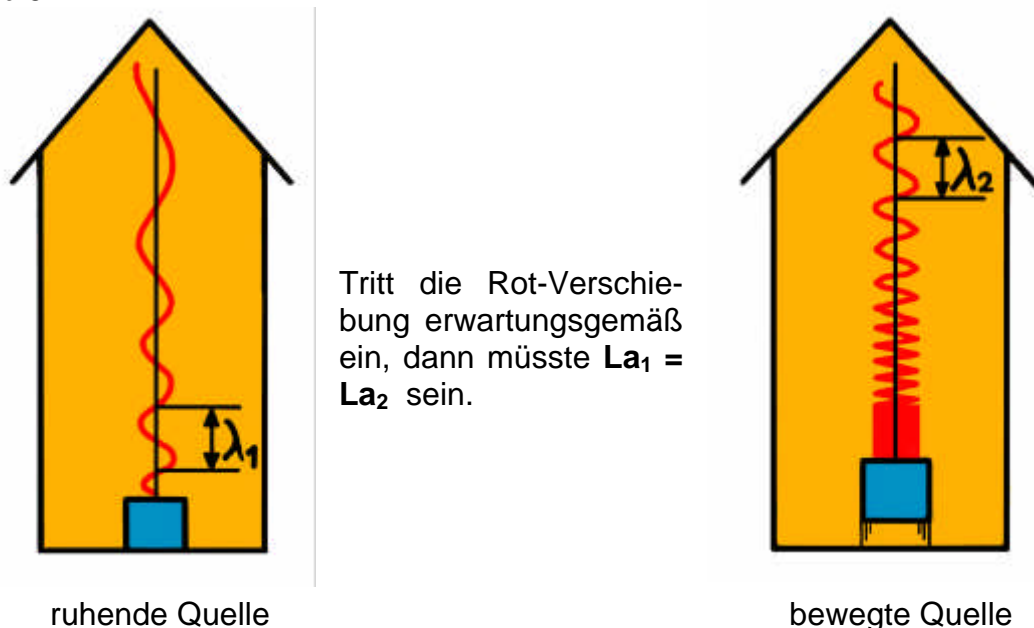 λ₁
λ₂
Tritt die Rot-Verschie-
bung erwartungsgemäß
ein, dann müsste La₁ =
La₂ sein.
ruhende Quelle
bewegte Quelle